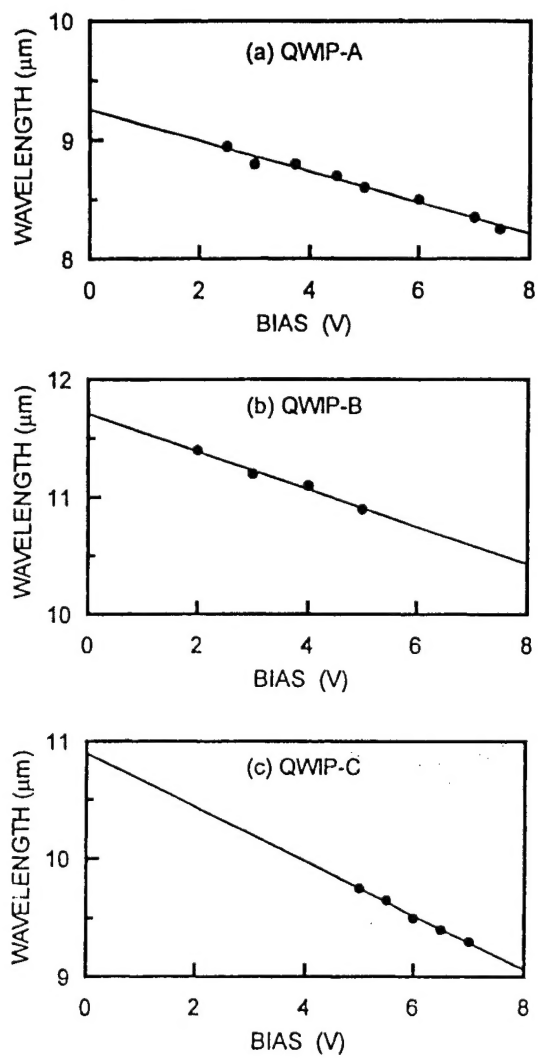 10
(a) QWIP-A
WAVELENGTH (μm)
9
8
0 2 4 6 8
BIAS (V)
12
(b) QWIP-B
WAVELENGTH (μm)
11
10
0 2 4 6 8
BIAS (V)
11
(c) QWIP-C
WAVELENGTH (μm)
10
9
0 2 4 6 8
BIAS (V)